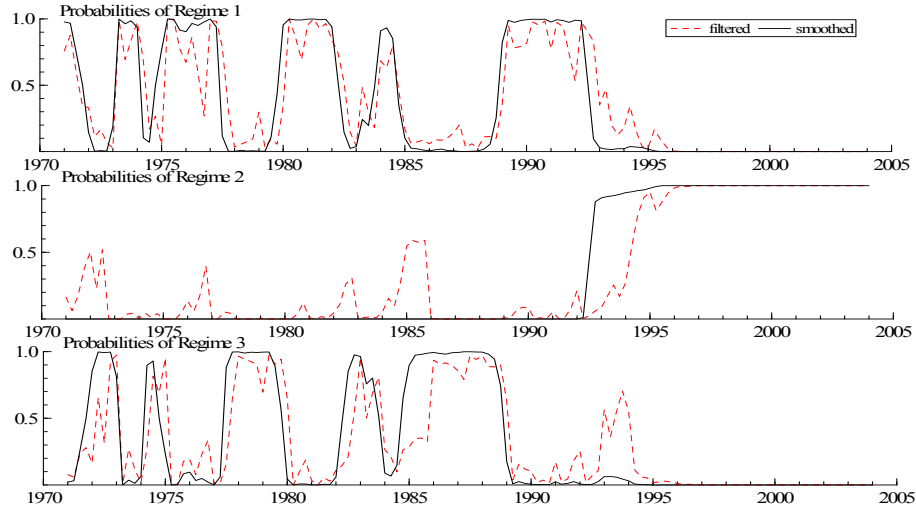 Probabilities of Regime 1
filtered smoothed
1.0
0.5
1970 1975 1980 1985 1990 1995 2000 2005
Probabilities of Regime 2
1.0
0.5
1970 1975 1980 1985 1990 1995 2000 2005
Probabilities of Regime 3
1.0
0.5
1970 1975 1980 1985 1990 1995 2000 2005